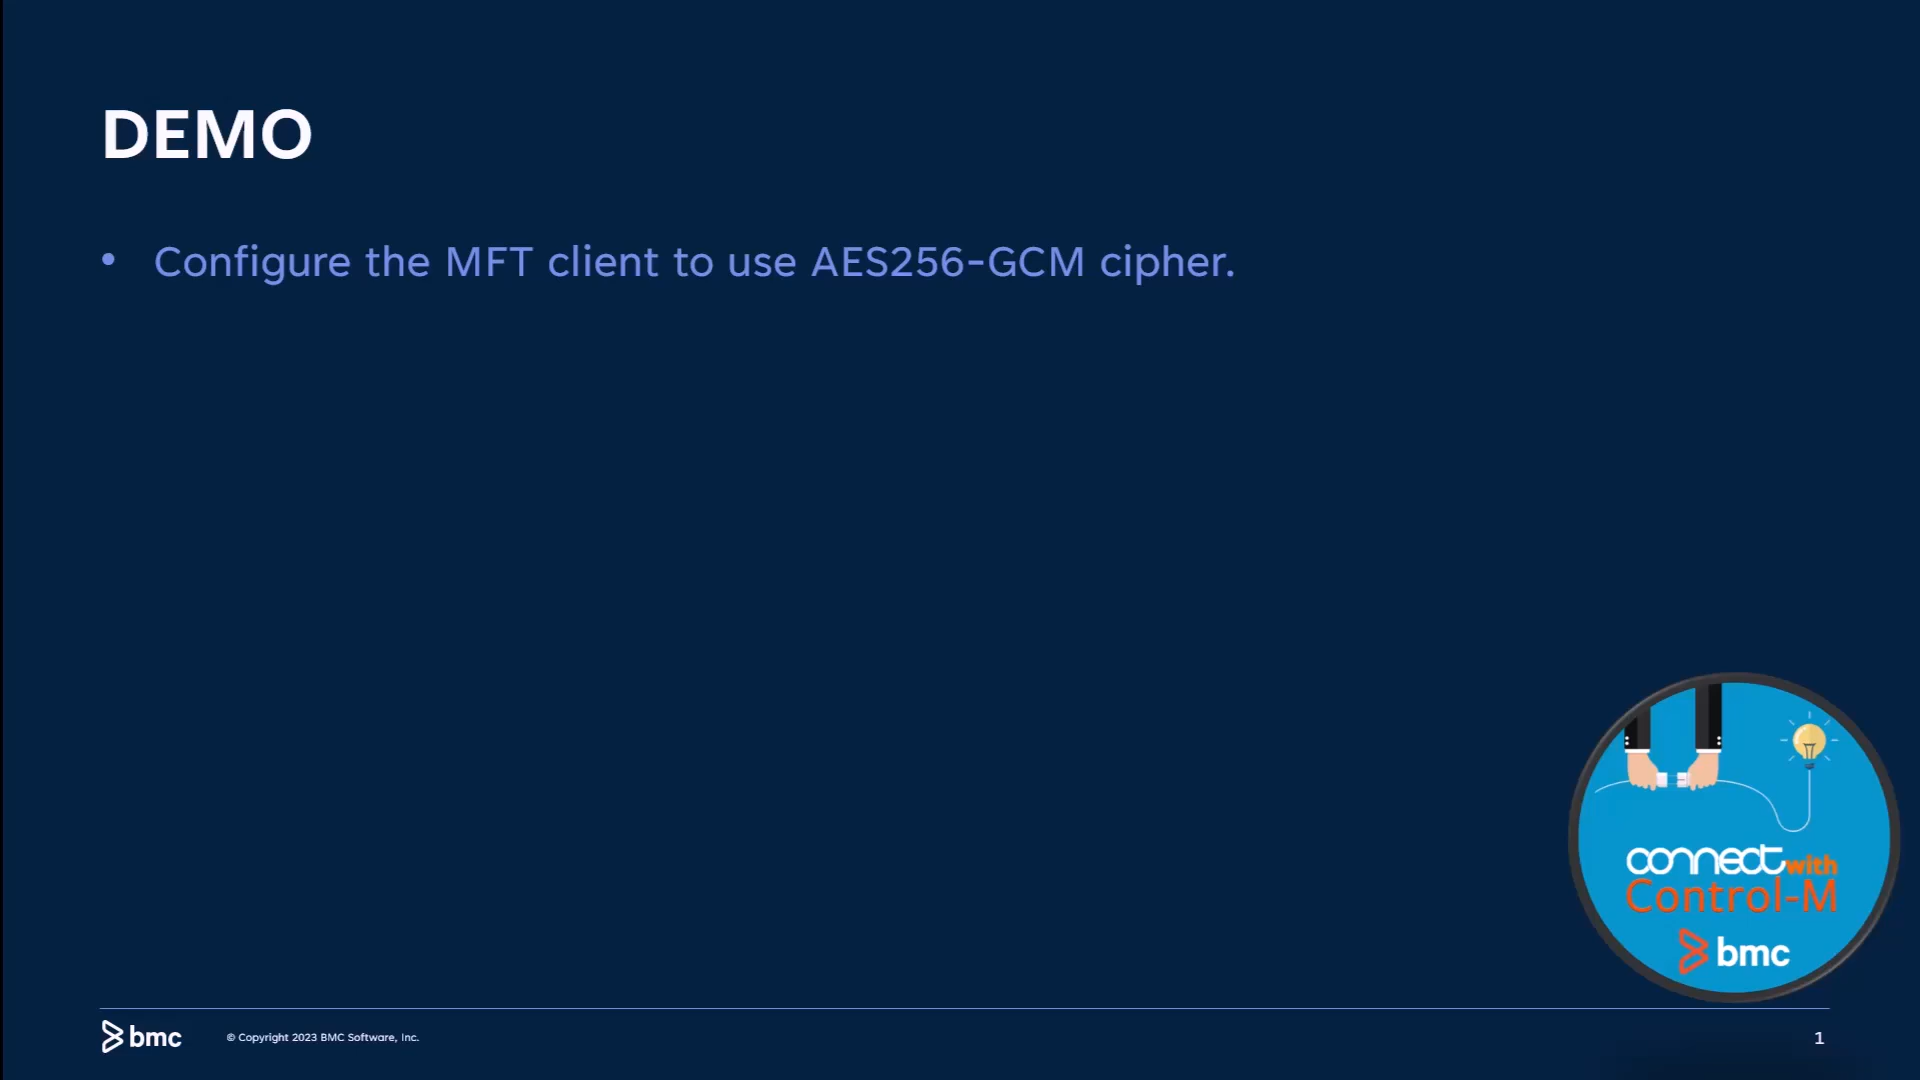 DEMO
• Configure the MFT client to use AES256-GCM cipher.
connect with
Control-M
bmc
bmc
© Copyright 2023 BMC Software, Inc.
1